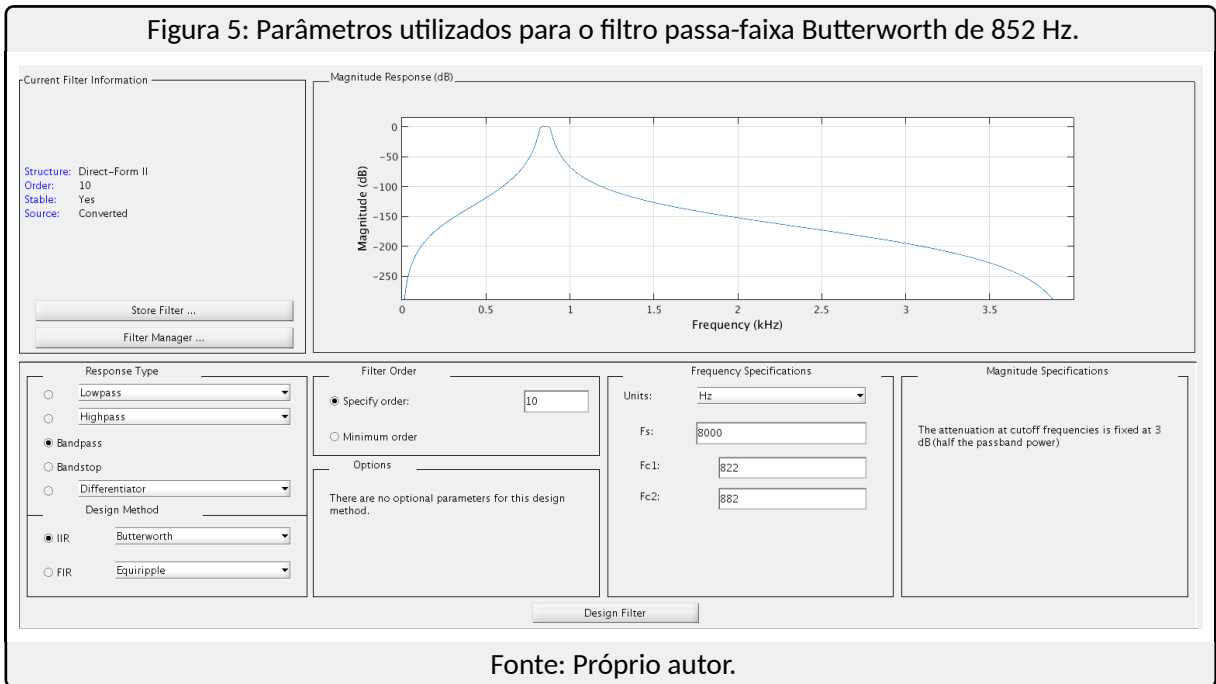 Figura 5: Parâmetros utilizados para o filtro passa-faixa Butterworth de 852 Hz.
Current Filter Information
Structure: Direct-Form II
Order: 10
Stable: Yes
Source: Converted
Store Filter ...
Filter Manager ...
Magnitude Response (dB)
Magnitude (dB)
0
-50
-100
-150
-200
-250
0 0.5 1 1.5 2 2.5 3 3.5
Frequency (kHz)
Response Type
Lowpass
Highpass
Bandpass
Bandstop
Differentiator
Design Method
IIR Butterworth
FIR Equiripple
Filter Order
Specify order: 10
Minimum order
Options
There are no optional parameters for this design
method.
Frequency Specifications
Units: Hz
Fs: 8000
Fc1: 822
Fc2: 882
Magnitude Specifications
The attenuation at cutoff frequencies is fixed at 3
dB (half the passband power)
Design Filter
Fonte: Próprio autor.